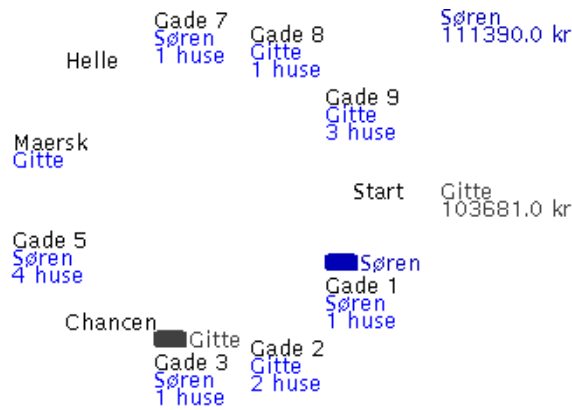 Gade 7
Søren
1 huse
Gade 8
Gitte
1 huse
Søren
111390.0 kr
Helle
Gade 9
Gitte
3 huse
Maersk
Gitte
Start
Gitte
103681.0 kr
Gade 5
Søren
4 huse
Søren
Gade 1
Søren
1 huse
Chancen
Gitte
Gade 3
Søren
1 huse
Gade 2
Gitte
2 huse